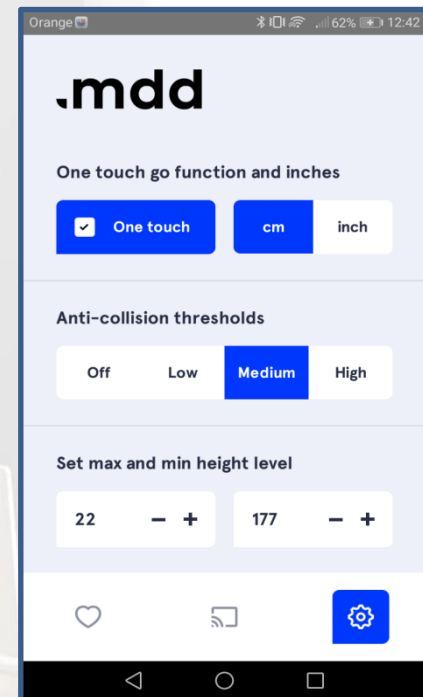 Orange 62% 12:42
.mdd
One touch go function and inches
One touch cm inch
Anti-collision thresholds
Off Low Medium High
Set max and min height level
22 − + 177 − +